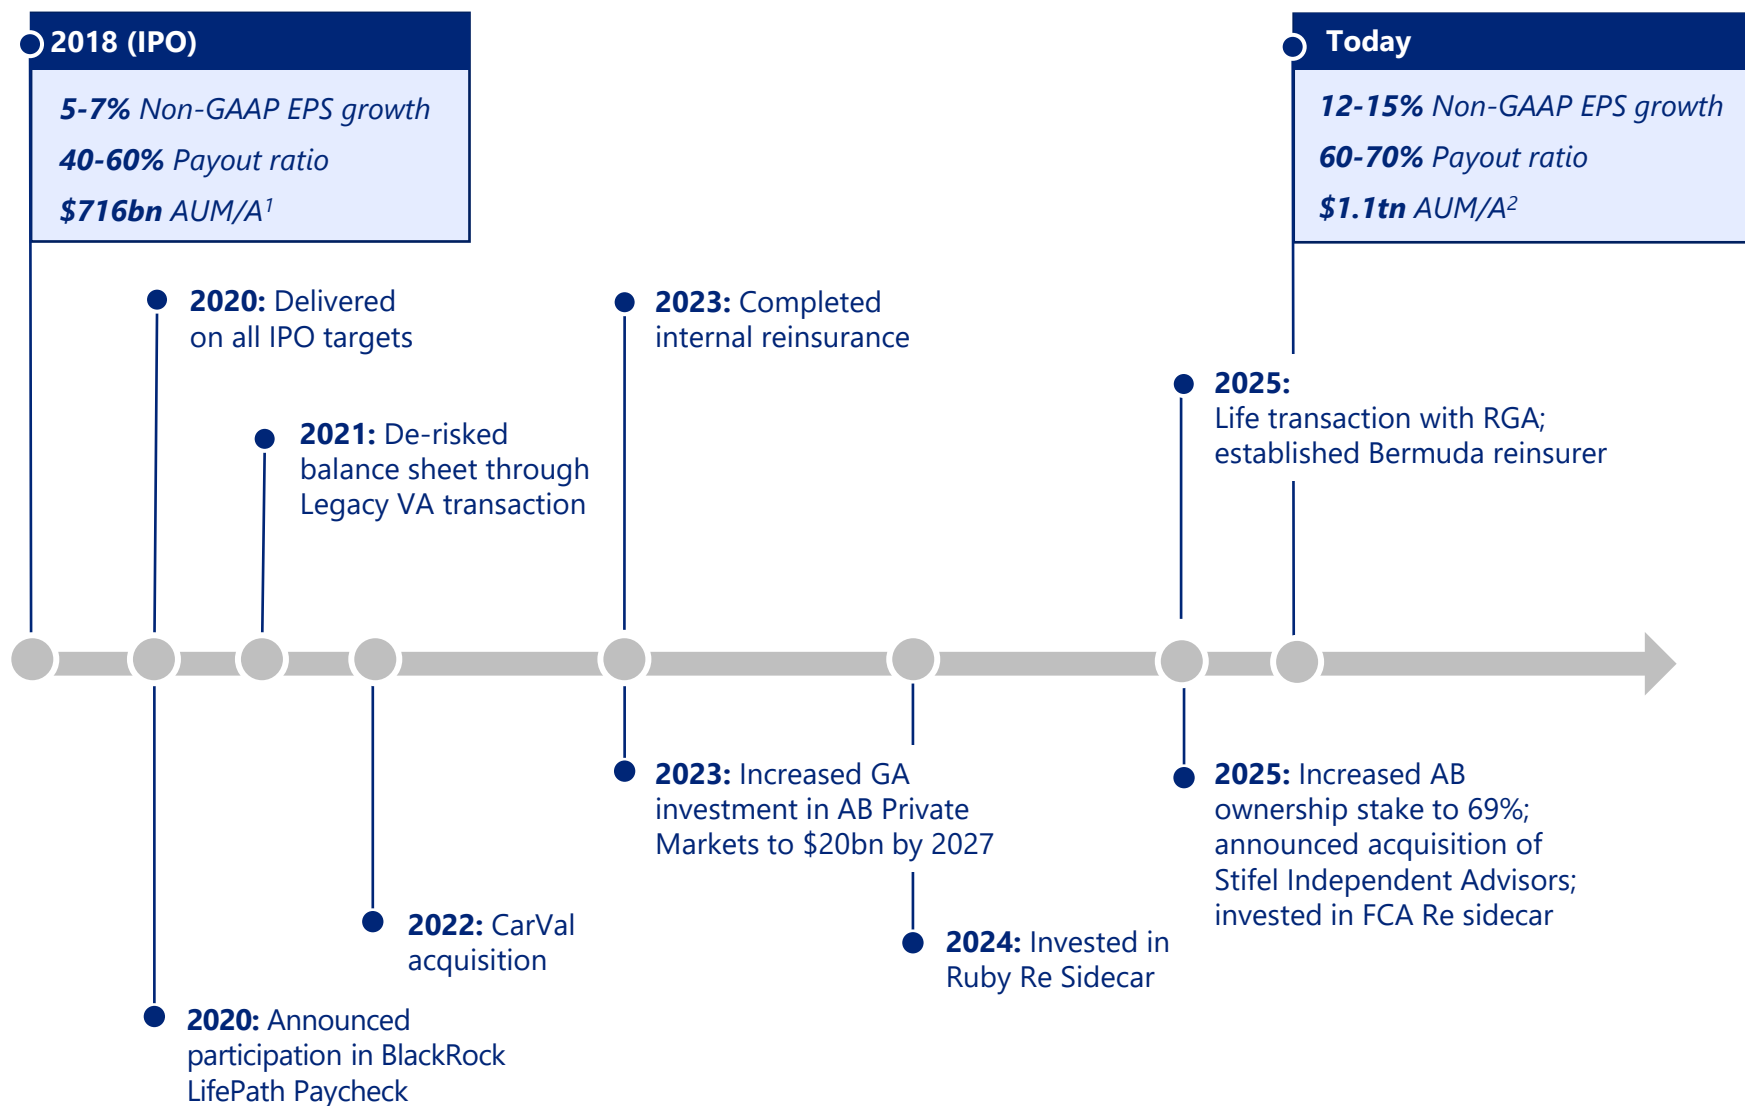 2018 (IPO)
5-7% Non-GAAP EPS growth
40-60% Payout ratio
$716bn AUM/A¹
Today
12-15% Non-GAAP EPS growth
60-70% Payout ratio
$1.1tn AUM/A²
2020: Delivered
on all IPO targets
2021: De-risked
balance sheet through
Legacy VA transaction
2023: Completed
internal reinsurance
2025:
Life transaction with RGA;
established Bermuda reinsurer
2020: Announced
participation in BlackRock
LifePath Paycheck
2022: CarVal
acquisition
2023: Increased GA
investment in AB Private
Markets to $20bn by 2027
2024: Invested in
Ruby Re Sidecar
2025: Increased AB
ownership stake to 69%;
announced acquisition of
Stifel Independent Advisors;
invested in FCA Re sidecar